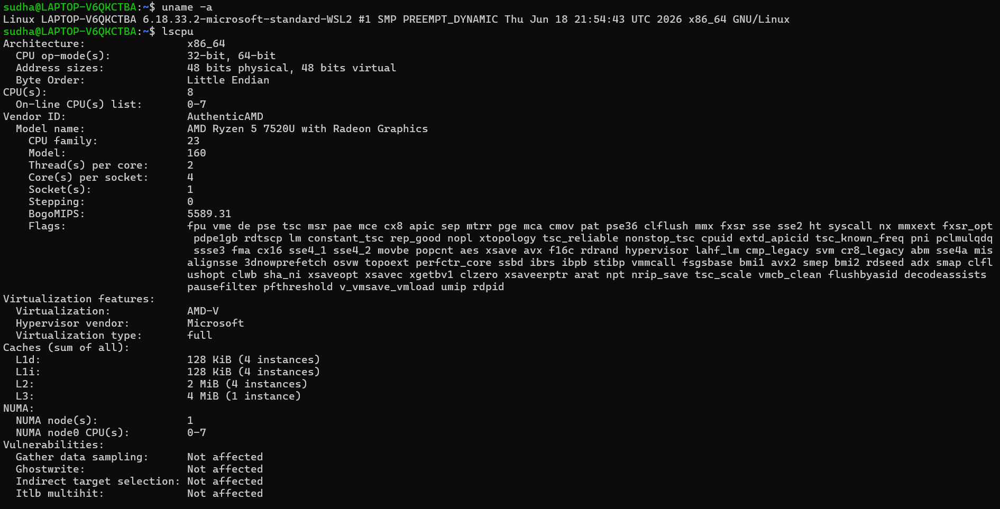 sudha@LAPTOP-V6QKCTBA:~$ uname -a
Linux LAPTOP-V6QKCTBA 6.18.33.2-microsoft-standard-WSL2 #1 SMP PREEMPT_DYNAMIC Thu Jun 18 21:54:43 UTC 2026 x86_64 GNU/Linux
sudha@LAPTOP-V6QKCTBA:~$ lscpu
Architecture:                x86_64
  CPU op-mode(s):            32-bit, 64-bit
  Address sizes:             48 bits physical, 48 bits virtual
  Byte Order:                Little Endian
CPU(s):                      8
  On-line CPU(s) list:       0-7
Vendor ID:                   AuthenticAMD
  Model name:                AMD Ryzen 5 7520U with Radeon Graphics
    CPU family:              23
    Model:                   160
    Thread(s) per core:      2
    Core(s) per socket:      4
    Socket(s):               1
    Stepping:                0
    BogoMIPS:                5589.31
    Flags:                   fpu vme de pse tsc msr pae mce cx8 apic sep mtrr pge mca cmov pat pse36 clflush mmx fxsr sse sse2 ht syscall nx mmxext fxsr_opt
                              pdpe1gb rdtscp lm constant_tsc rep_good nopl xtopology tsc_reliable nonstop_tsc cpuid extd_apicid tsc_known_freq pni pclmulqdq
                              ssse3 fma cx16 sse4_1 sse4_2 movbe popcnt aes xsave avx f16c rdrand hypervisor lahf_lm cmp_legacy svm cr8_legacy abm sse4a mis
                             alignsse 3dnowprefetch osvw topoext perfctr_core ssbd ibrs ibpb stibp vmmcall fsgsbase bmi1 avx2 smep bmi2 rdseed adx smap clfl
                             ushopt clwb sha_ni xsaveopt xsavec xgetbv1 clzero xsaveerptr arat npt nrip_save tsc_scale vmcb_clean flushbyasid decodeassists
                             pausefilter pfthreshold v_vmsave_vmload umip rdpid
Virtualization features:
  Virtualization:            AMD-V
  Hypervisor vendor:         Microsoft
  Virtualization type:       full
Caches (sum of all):
  L1d:                       128 KiB (4 instances)
  L1i:                       128 KiB (4 instances)
  L2:                        2 MiB (4 instances)
  L3:                        4 MiB (1 instance)
NUMA:
  NUMA node(s):              1
  NUMA node0 CPU(s):         0-7
Vulnerabilities:
  Gather data sampling:      Not affected
  Ghostwrite:                Not affected
  Indirect target selection: Not affected
  Itlb multihit:             Not affected